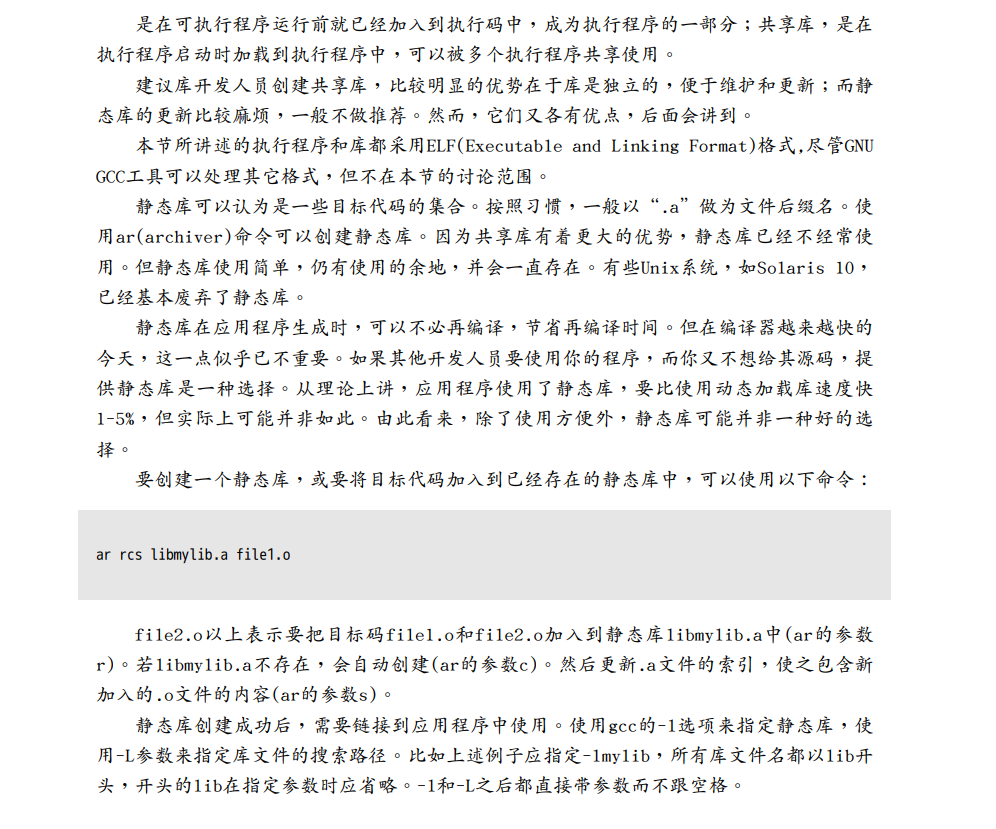 是在可执行程序运行前就已经加入到执行码中，成为执行程序的一部分；共享库，是在
执行程序启动时加载到执行程序中，可以被多个执行程序共享使用。
建议库开发人员创建共享库，比较明显的优势在于库是独立的，便于维护和更新；而静
态库的更新比较麻烦，一般不做推荐。然而，它们又各有优点，后面会讲到。
本节所讲述的执行程序和库都采用ELF(Executable and Linking Format)格式,尽管GNU
GCC工具可以处理其它格式，但不在本节的讨论范围。
静态库可以认为是一些目标代码的集合。按照习惯，一般以“.a”做为文件后缀名。使
用ar(archiver)命令可以创建静态库。因为共享库有着更大的优势，静态库已经不经常使
用。但静态库使用简单，仍有使用的余地，并会一直存在。有些Unix系统，如Solaris 10，
已经基本废弃了静态库。
静态库在应用程序生成时，可以不必再编译，节省再编译时间。但在编译器越来越快的
今天，这一点似乎已不重要。如果其他开发人员要使用你的程序，而你又不想给其源码，提
供静态库是一种选择。从理论上讲，应用程序使用了静态库，要比使用动态加载库速度快
1-5%，但实际上可能并非如此。由此看来，除了使用方便外，静态库可能并非一种好的选
择。
要创建一个静态库，或要将目标代码加入到已经存在的静态库中，可以使用以下命令：
ar rcs libmylib.a file1.o
file2.o以上表示要把目标码file1.o和file2.o加入到静态库libmylib.a中(ar的参数
r)。若libmylib.a不存在，会自动创建(ar的参数c)。然后更新.a文件的索引，使之包含新
加入的.o文件的内容(ar的参数s)。
静态库创建成功后，需要链接到应用程序中使用。使用gcc的-l选项来指定静态库，使
用-L参数来指定库文件的搜索路径。比如上述例子应指定-lmylib，所有库文件名都以lib开
头，开头的lib在指定参数时应省略。-l和-L之后都直接带参数而不跟空格。